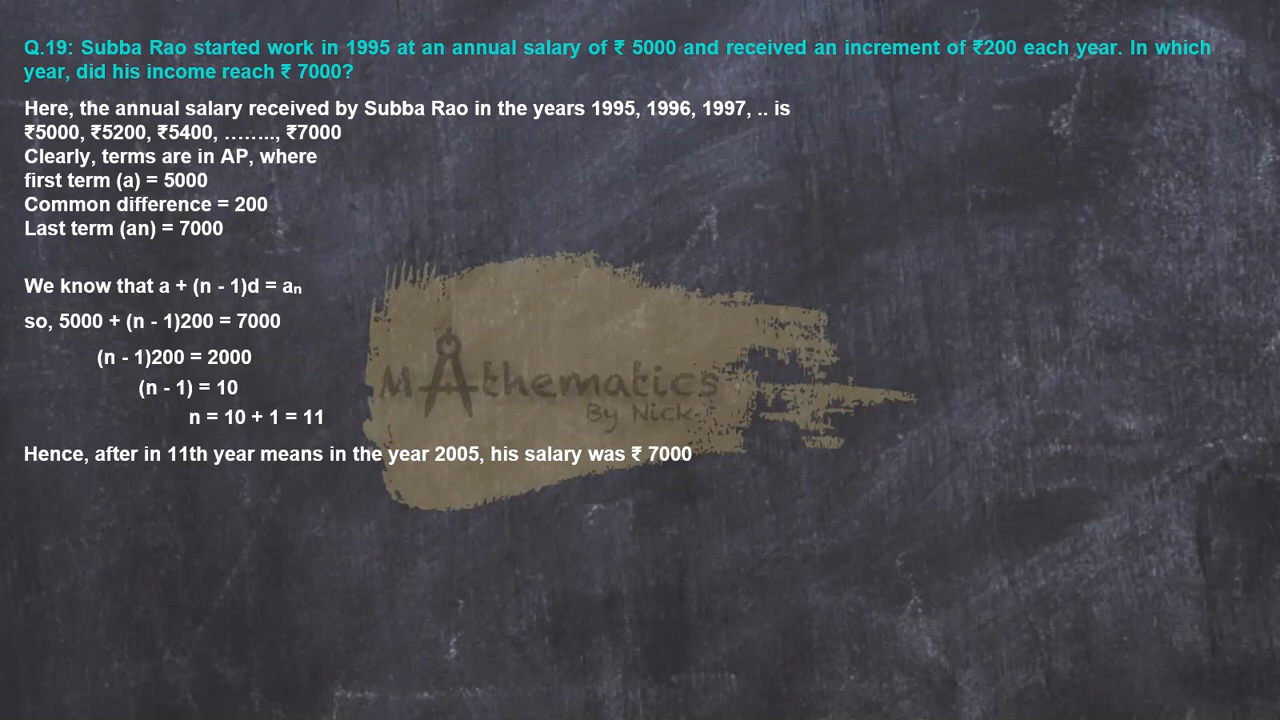 Q.19: Subba Rao started work in 1995 at an annual salary of ₹ 5000 and received an increment of ₹200 each year. In which
year, did his income reach ₹ 7000?
Here, the annual salary received by Subba Rao in the years 1995, 1996, 1997, .. is
₹5000, ₹5200, ₹5400, …….., ₹7000
Clearly, terms are in AP, where
first term (a) = 5000
Common difference = 200
Last term (an) = 7000
We know that a + (n - 1)d = aₙ
so, 5000 + (n - 1)200 = 7000
(n - 1)200 = 2000
(n - 1) = 10
n = 10 + 1 = 11
Hence, after in 11th year means in the year 2005, his salary was ₹ 7000
MAthematics
By Nick